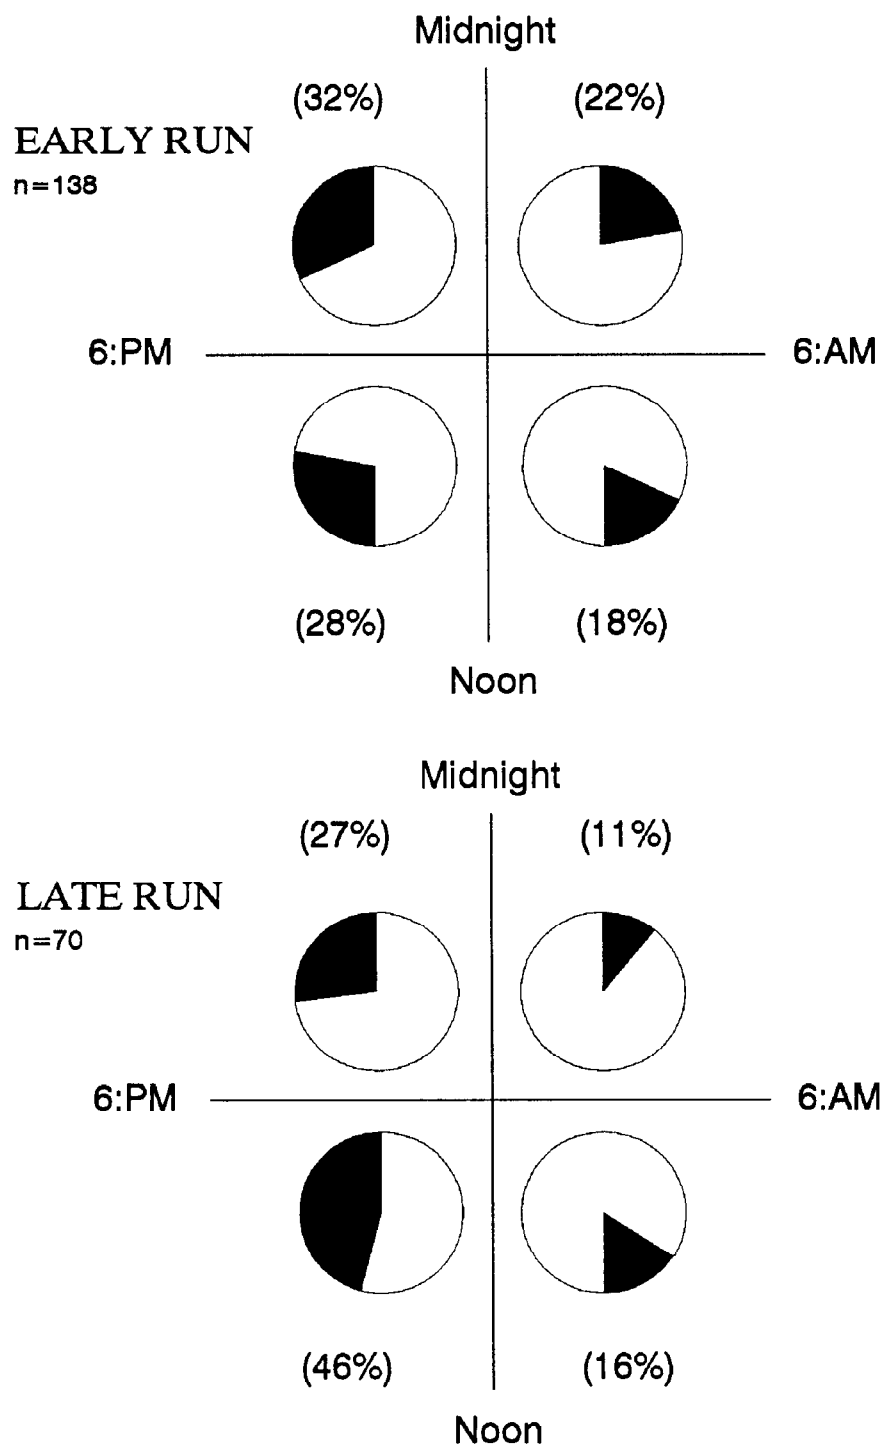 Midnight
(32%) (22%)
EARLY RUN
n=138
6:PM 6:AM
(28%) (18%)
Noon
Midnight
(27%) (11%)
LATE RUN
n=70
6:PM 6:AM
(46%) (16%)
Noon